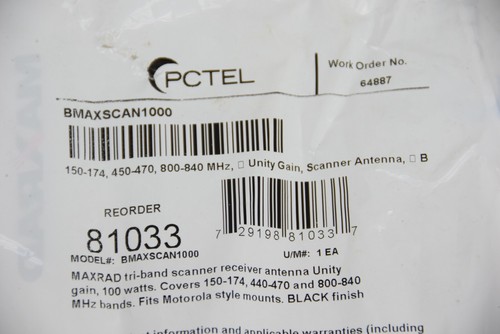 PCTEL
Work Order No.
64887
BMAXSCAN1000
150-174, 450-470, 800-840 MHz, □ Unity Gain, Scanner Antenna, □ B
REORDER
81033
7 29198 81033 7
MODEL#: BMAXSCAN1000
U/M#: 1 EA
MAXRAD tri-band scanner receiver antenna Unity
gain, 100 watts. Covers 150-174, 440-470 and 800-840
MHz bands. Fits Motorola style mounts. BLACK finish
information and applicable warranties (including